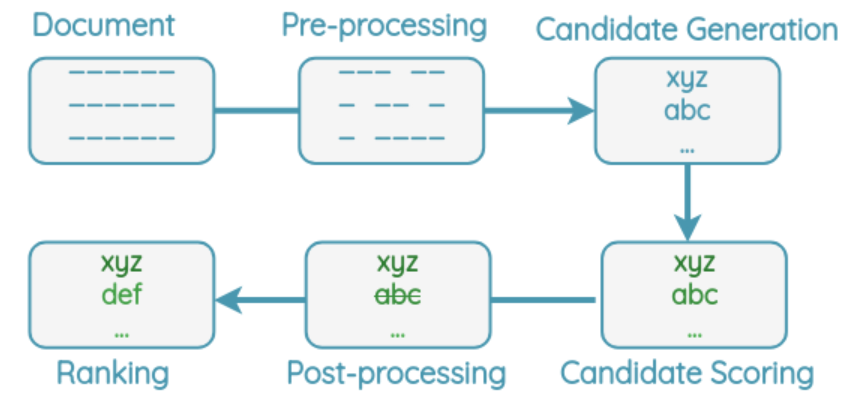 Document
Pre-processing
Candidate Generation
xyz
abc
...
xyz
def
...
xyz
abc
...
xyz
abc
...
Ranking
Post-processing
Candidate Scoring